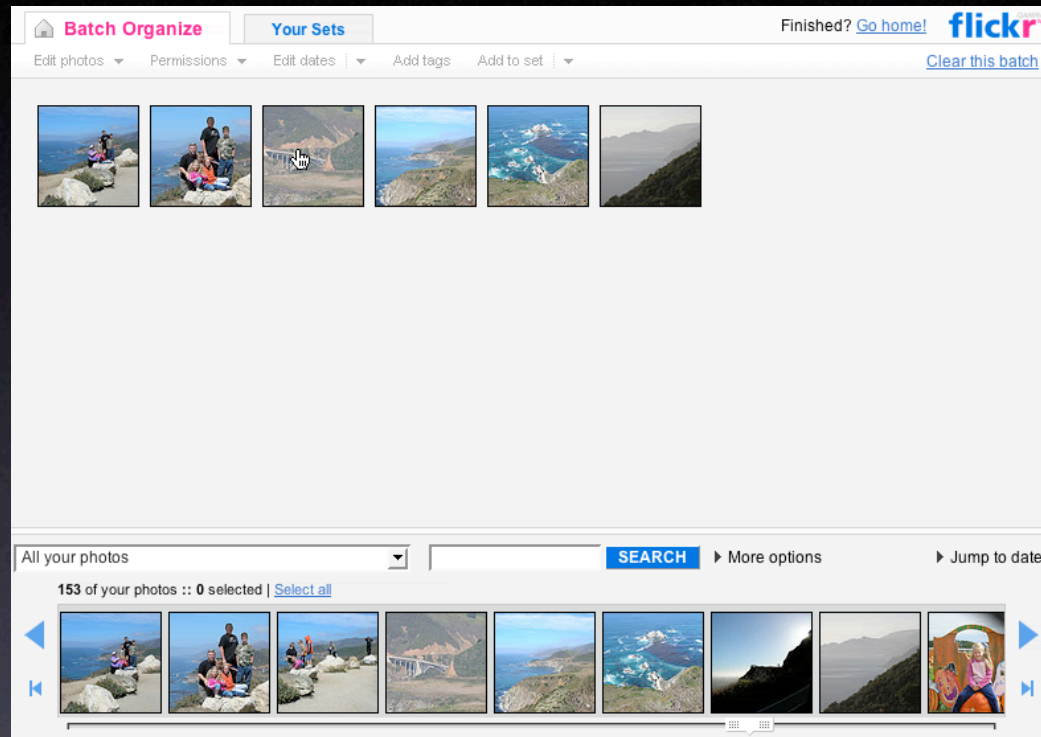 Batch Organize Your Sets Finished? Go home! flickr
Edit photos Permissions Edit dates Add tags Add to set Clear this batch
All your photos SEARCH More options Jump to date
153 of your photos :: 0 selected | Select all